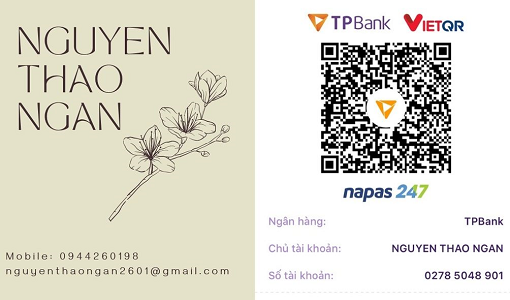 NGUYEN
THAO
NGAN
Mobile: 0944260198
nguyenthaongan2601@gmail.com
TPBank VIETQR
napas 247
Ngân hàng: TPBank
Chủ tài khoản: NGUYEN THAO NGAN
Số tài khoản: 0278 5048 901